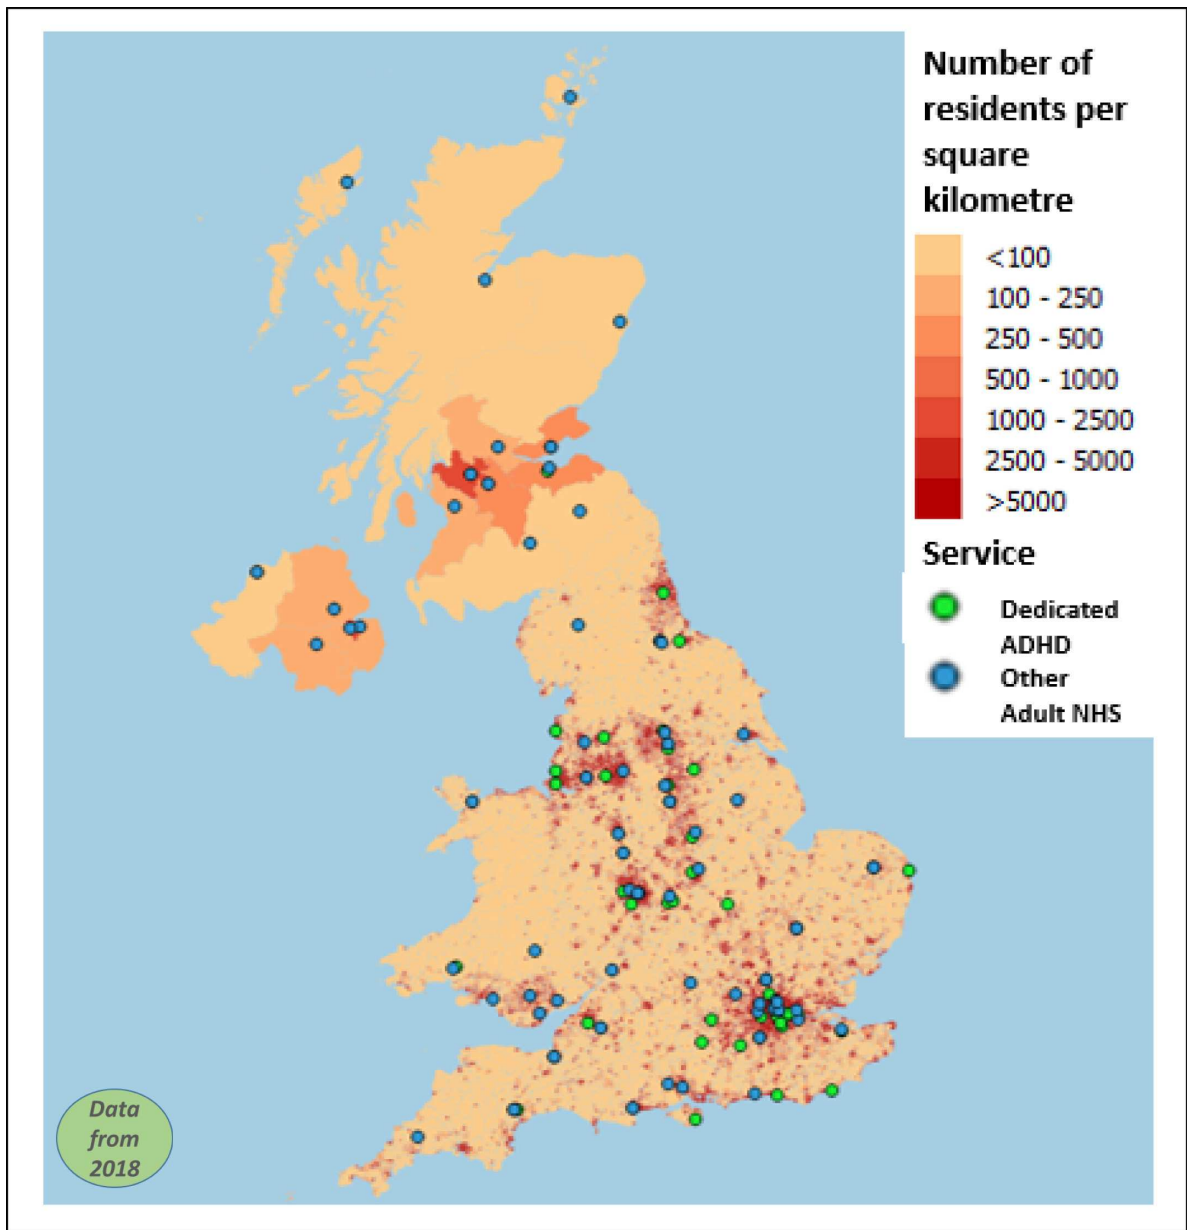 Number of
residents per
square
kilometre
<100
100 - 250
250 - 500
500 - 1000
1000 - 2500
2500 - 5000
>5000
Service
Dedicated
ADHD
Other
Adult NHS
Data
from
2018